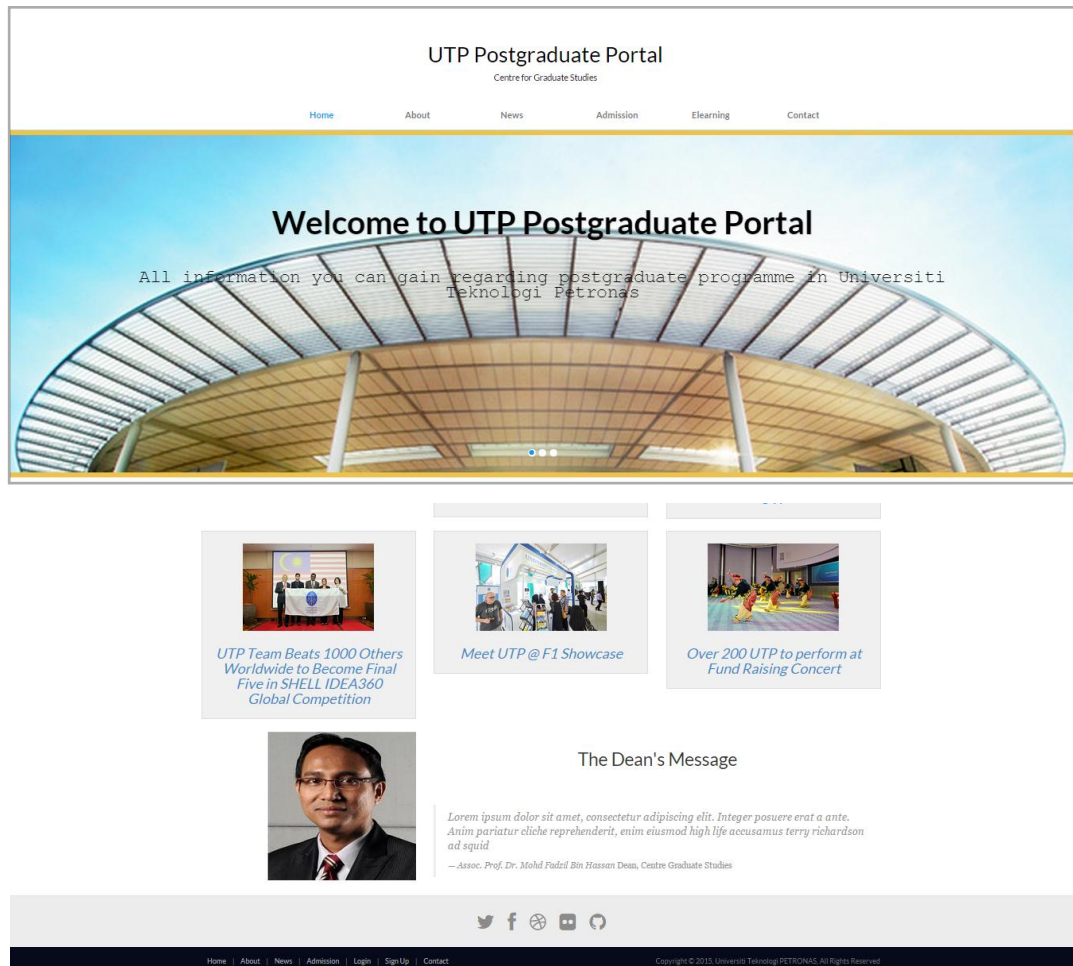 UTP Postgraduate Portal
Centre for Graduate Studies
Home About News Admission Elearning Contact
Welcome to UTP Postgraduate Portal
All information you can gain regarding postgraduate programme in Universiti
Teknologi Petronas
UTP Team Beats 1000 Others
Worldwide to Become Final
Five in SHELL IDEA360
Global Competition
Meet UTP @ F1 Showcase
Over 200 UTP to perform at
Fund Raising Concert
The Dean's Message
Lorem ipsum dolor sit amet, consectetur adipiscing elit. Integer posuere erat a ante.
Anim pariatur cliche reprehenderit, enim eiusmod high life accusamus terry richardson
ad squid
— Assoc. Prof. Dr. Mohd Fadzil Bin Hassan Dean, Centre Graduate Studies
Home | About | News | Admission | Login | Sign Up | Contact
Copyright © 2015, Universiti Teknologi PETRONAS, All Rights Reserved